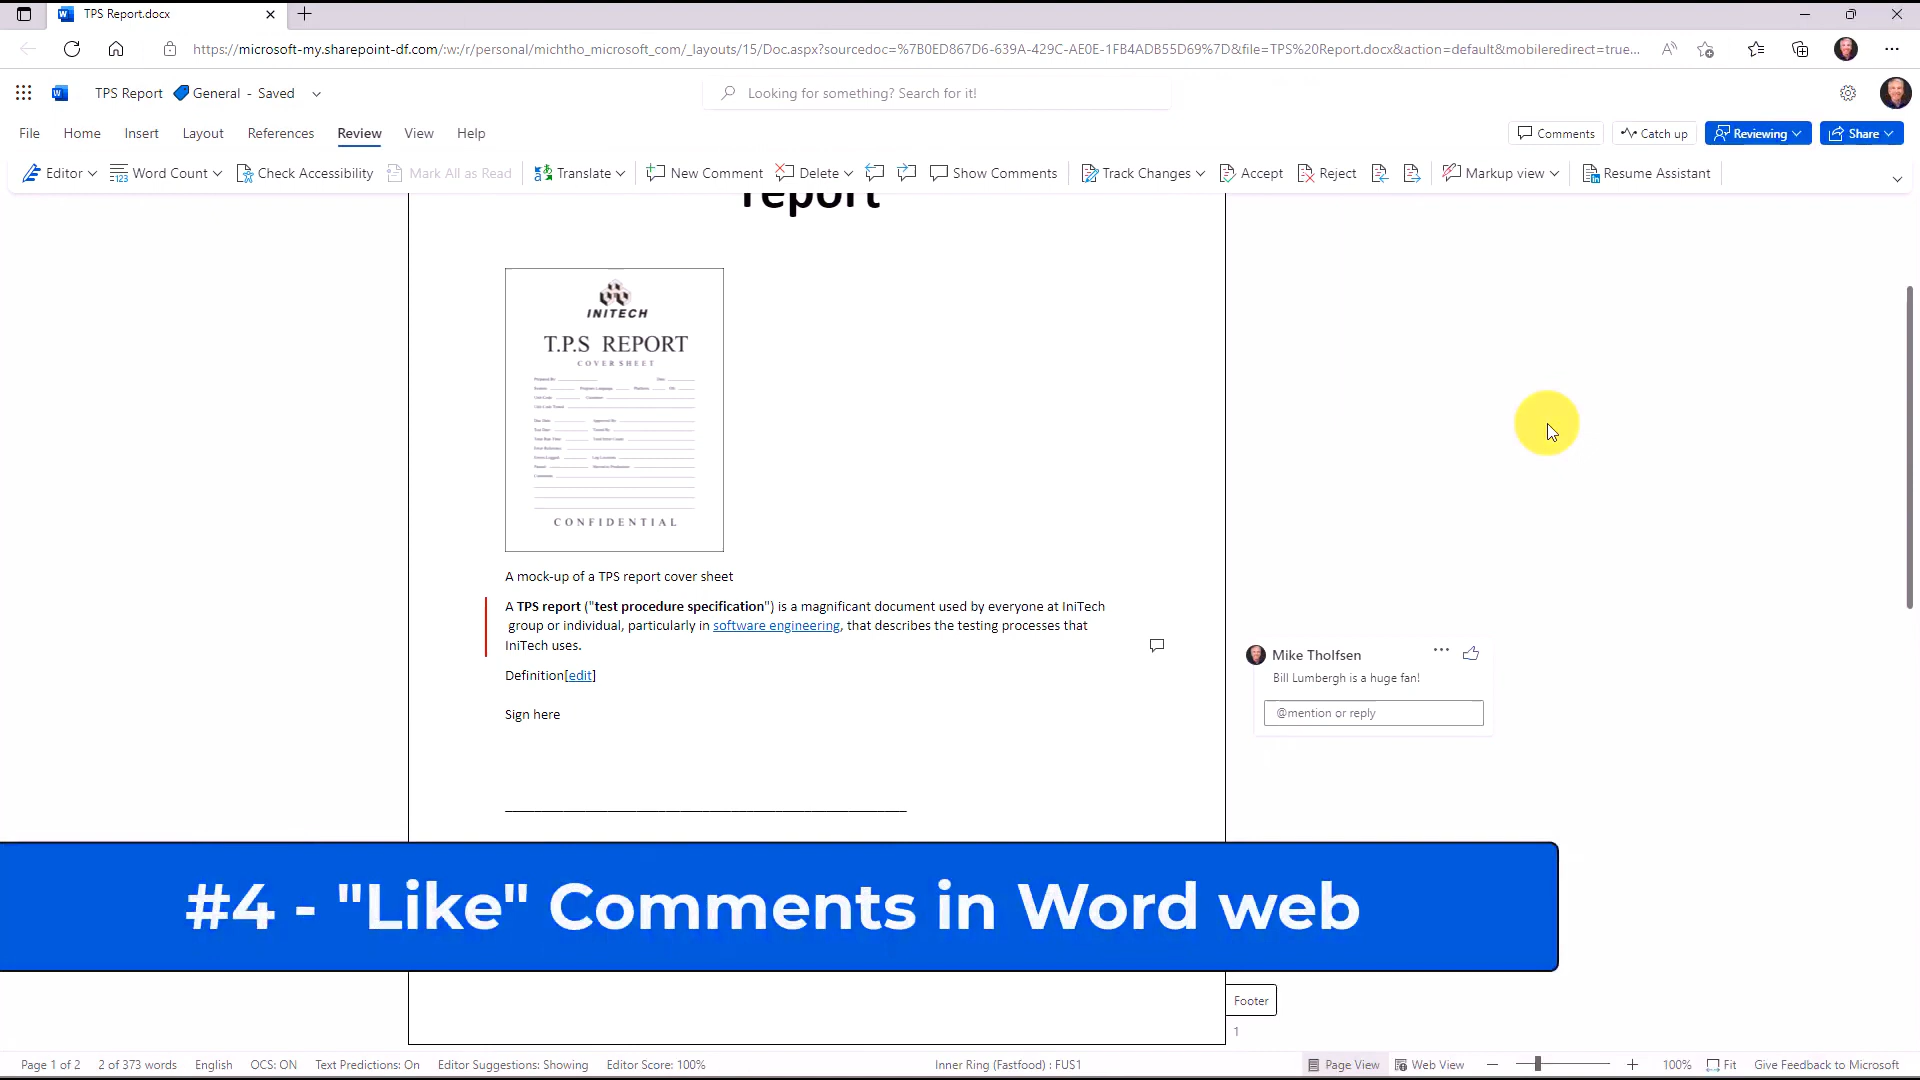 TPS Report.docx
https://microsoft-my.sharepoint-df.com/:w:/r/personal/michtho_microsoft_com/_layouts/15/Doc.aspx?sourcedoc=%7B0ED867D6-639A-429C-AE0E-1FB4ADB55D69%7D&file=TPS%20Report.docx&action=default&mobileredirect=true...
TPS Report General - Saved
Looking for something? Search for it!
File Home Insert Layout References Review View Help
Comments Catch up Reviewing Share
Editor Word Count Check Accessibility Mark All as Read Translate New Comment Delete Show Comments Track Changes Accept Reject Markup view Resume Assistant
report
INITECH
T.P.S REPORT
COVER SHEET
CONFIDENTIAL
A mock-up of a TPS report cover sheet
A TPS report ("test procedure specification") is a magnificant document used by everyone at IniTech
group or individual, particularly in software engineering, that describes the testing processes that
IniTech uses.
Definition[edit]
Sign here
Mike Tholfsen
Bill Lumbergh is a huge fan!
@mention or reply
#4 - "Like" Comments in Word web
Footer
1
Page 1 of 2 2 of 373 words English OCS: ON Text Predictions: ON Editor Suggestions: Showing Editor Score: 100% Inner Ring (Fastfood) : FUS1 Page View Web View 100% Fit Give Feedback to Microsoft